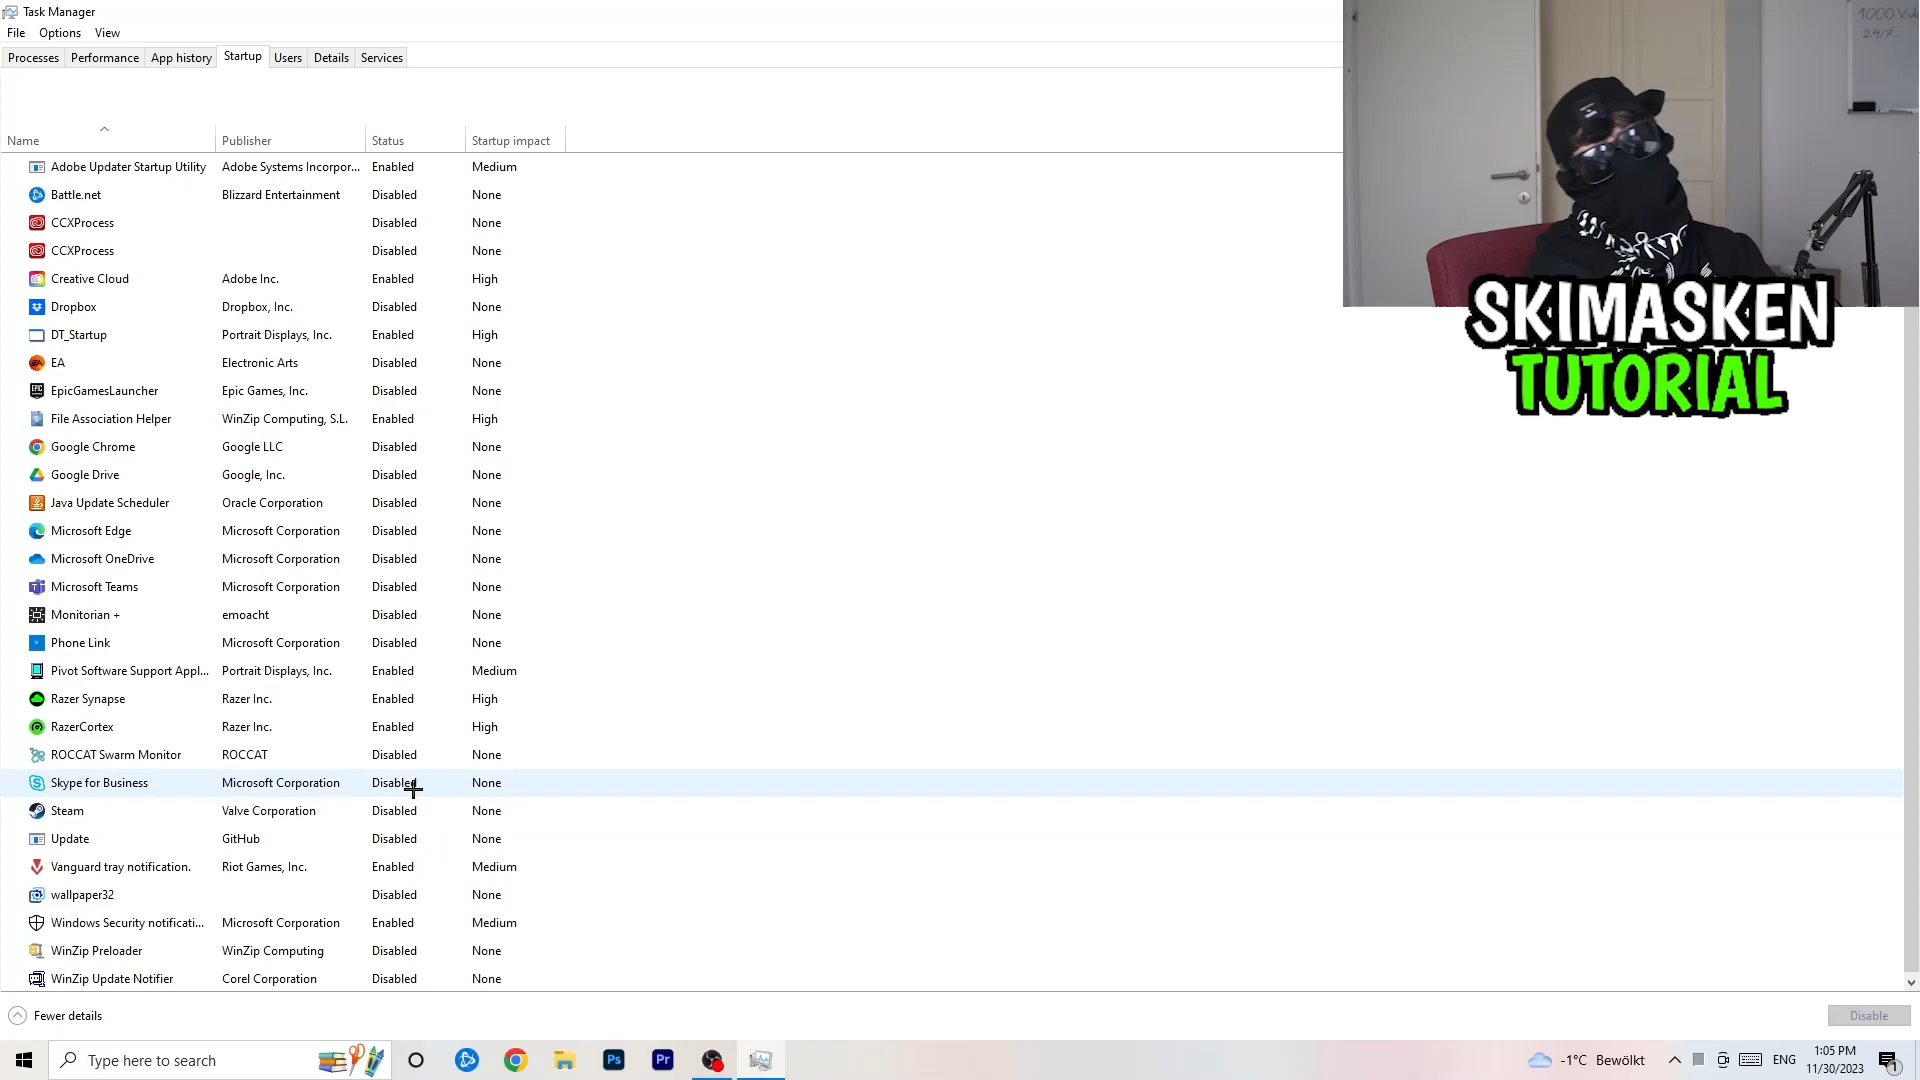 Task Manager
File Options View
Processes Performance App history Startup Users Details Services
Name Publisher Status Startup impact
Adobe Updater Startup Utility Adobe Systems Incorpor... Enabled Medium
Battle.net Blizzard Entertainment Disabled None
CCXProcess Disabled None
CCXProcess Disabled None
Creative Cloud Adobe Inc. Enabled High
Dropbox Dropbox, Inc. Disabled None
DT_Startup Portrait Displays, Inc. Enabled High
EA Electronic Arts Disabled None
EpicGamesLauncher Epic Games, Inc. Disabled None
File Association Helper WinZip Computing, S.L. Enabled High
Google Chrome Google LLC Disabled None
Google Drive Google, Inc. Disabled None
Java Update Scheduler Oracle Corporation Disabled None
Microsoft Edge Microsoft Corporation Disabled None
Microsoft OneDrive Microsoft Corporation Disabled None
Microsoft Teams Microsoft Corporation Disabled None
Monitorian + emoacht Disabled None
Phone Link Microsoft Corporation Disabled None
Pivot Software Support Appl... Portrait Displays, Inc. Enabled Medium
Razer Synapse Razer Inc. Enabled High
RazerCortex Razer Inc. Enabled High
ROCCAT Swarm Monitor ROCCAT Disabled None
Skype for Business Microsoft Corporation Disabled None
Steam Valve Corporation Disabled None
Update GitHub Disabled None
Vanguard tray notification. Riot Games, Inc. Enabled Medium
wallpaper32 Disabled None
Windows Security notificati... Microsoft Corporation Enabled Medium
WinZip Preloader WinZip Computing Disabled None
WinZip Update Notifier Corel Corporation Disabled None
Fewer details
Disable
1000
24/7
SKIMASKEN
TUTORIAL
Type here to search
Ps
Pr
-1°C Bewölkt
ENG
1:05 PM
11/30/2023
1